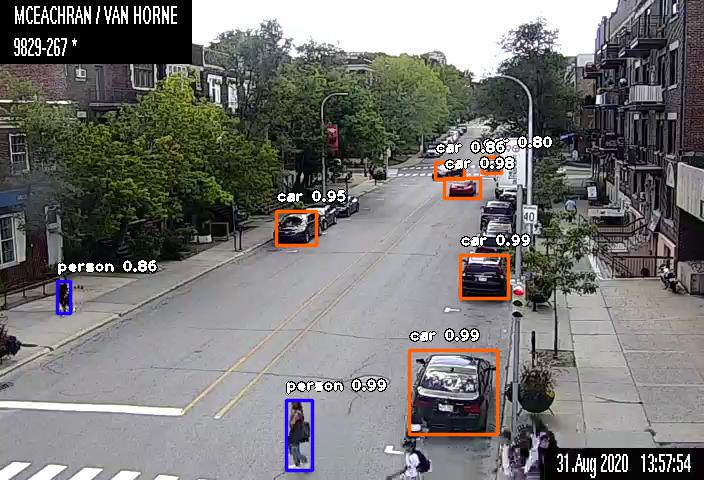 MCEACHRAN / VAN HORNE
9829-267 *
car 0.80
car 0.86
car 0.98
car 0.95
car 0.99
person 0.86
40
car 0.99
person 0.99
31.Aug 2020 13:57:54